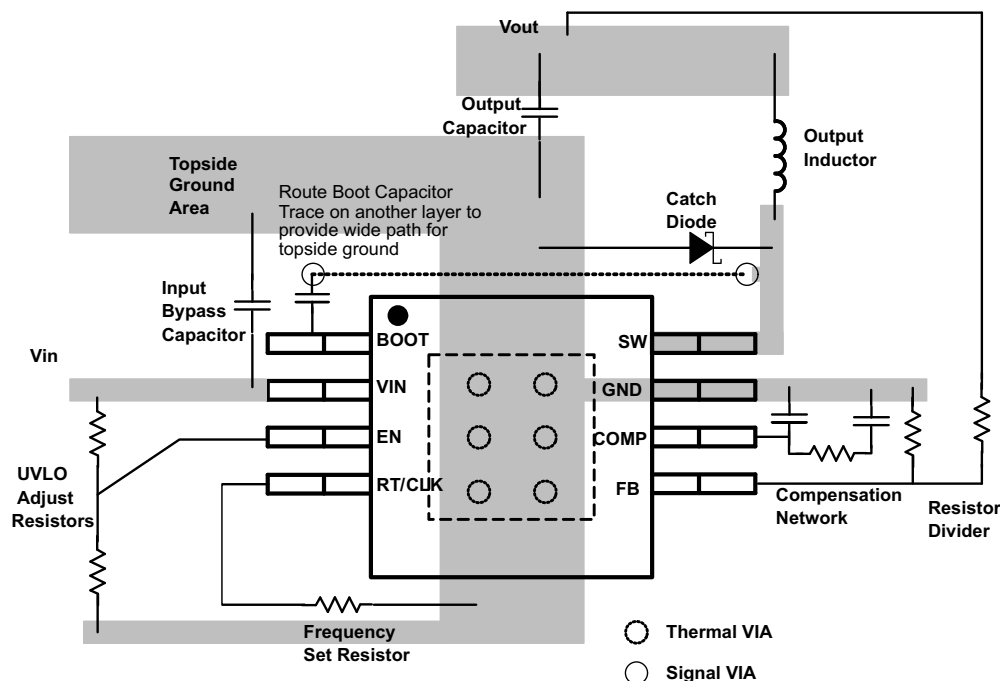 Vout
Output
Capacitor
Output
Inductor
Topside
Ground
Area
Route Boot Capacitor
Trace on another layer to
provide wide path for
topside ground
Catch
Diode
Input
Bypass
Capacitor
Vin
BOOT
SW
VIN
GND
EN
COMP
RT/CLK
FB
UVLO
Adjust
Resistors
Compensation
Network
Resistor
Divider
Frequency
Set Resistor
Thermal VIA
Signal VIA